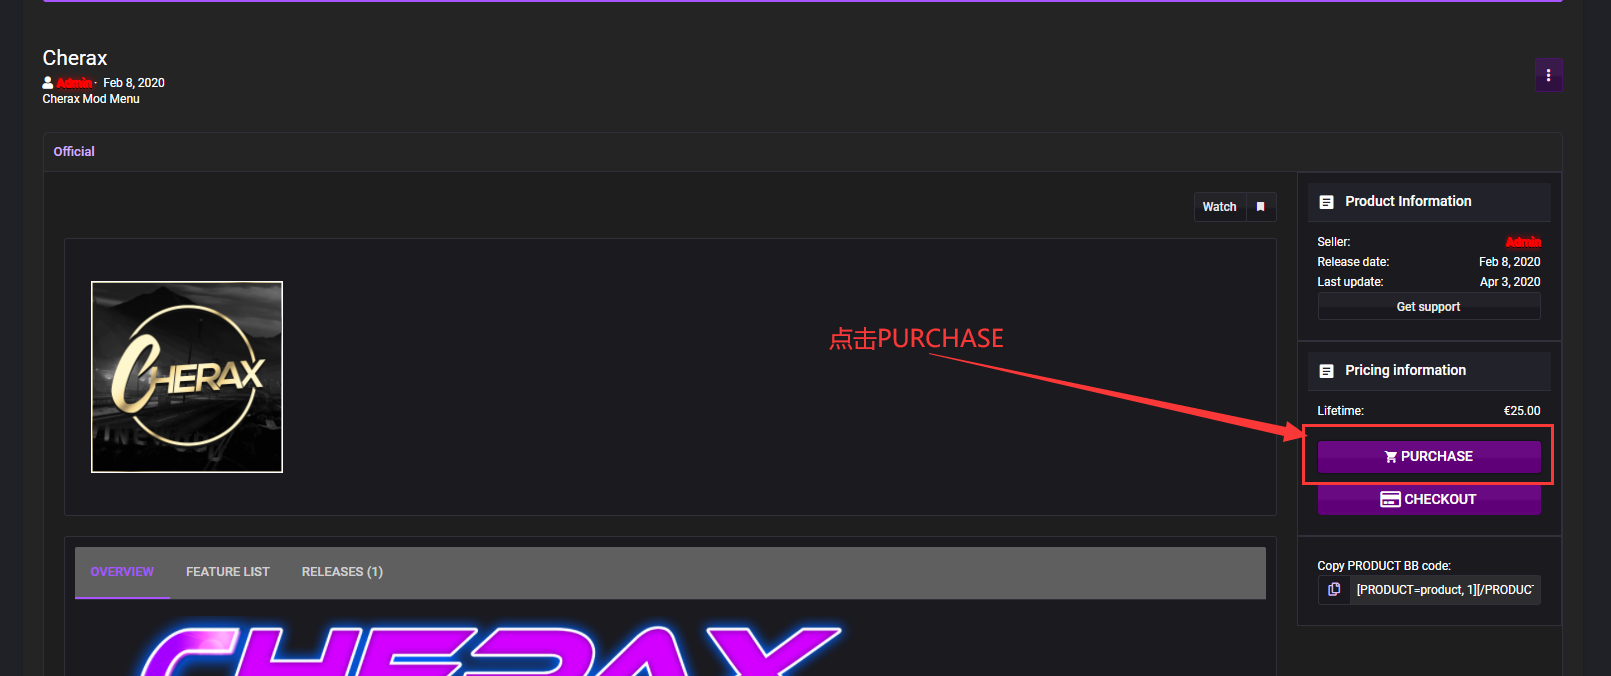 Cherax
Admin · Feb 8, 2020
Cherax Mod Menu
Official
Watch
CHERAX
点击PURCHASE
OVERVIEW FEATURE LIST RELEASES (1)
CHERAX
Product Information
Seller: Admin
Release date: Feb 8, 2020
Last update: Apr 3, 2020
Get support
Pricing information
Lifetime: €25.00
PURCHASE
CHECKOUT
Copy PRODUCT BB code:
[PRODUCT=product, 1][/PRODUC